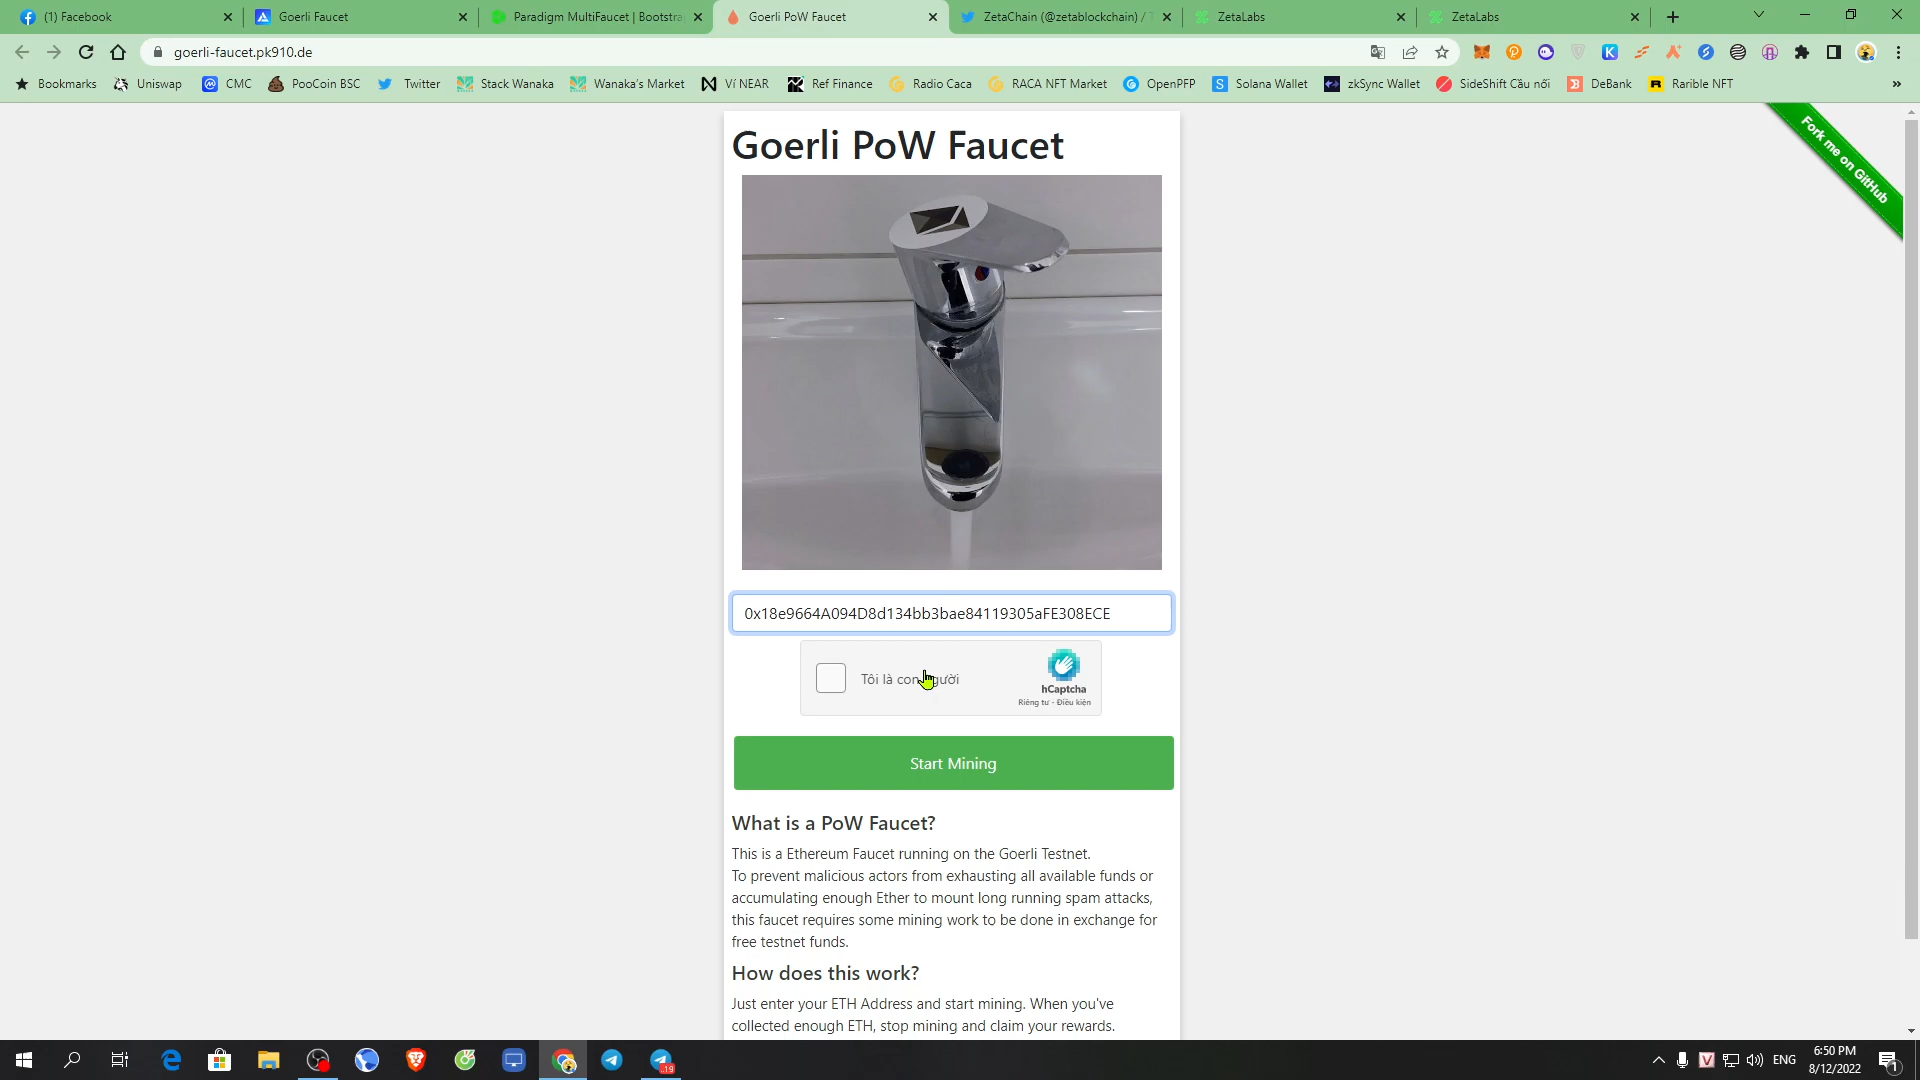 (1) Facebook
Goerli Faucet
Paradigm MultiFaucet | Bootstra
Goerli PoW Faucet
ZetaChain (@zetablockchain) / T
ZetaLabs
ZetaLabs
goerli-faucet.pk910.de
Bookmarks
Uniswap
CMC
PooCoin BSC
Twitter
Stack Wanaka
Wanaka's Market
Ví NEAR
Ref Finance
Radio Caca
RACA NFT Market
OpenPFP
Solana Wallet
zkSync Wallet
SideShift Cầu nối
DeBank
Rarible NFT
»
Fork me on GitHub
Goerli PoW Faucet
0x18e9664A094D8d134bb3bae84119305aFE308ECE
Tôi là con người
hCaptcha
Riêng tư - Điều kiện
Start Mining
What is a PoW Faucet?
This is a Ethereum Faucet running on the Goerli Testnet.
To prevent malicious actors from exhausting all available funds or
accumulating enough Ether to mount long running spam attacks,
this faucet requires some mining work to be done in exchange for
free testnet funds.
How does this work?
Just enter your ETH Address and start mining. When you've
collected enough ETH, stop mining and claim your rewards.
..19
ENG
6:50 PM
8/12/2022
1